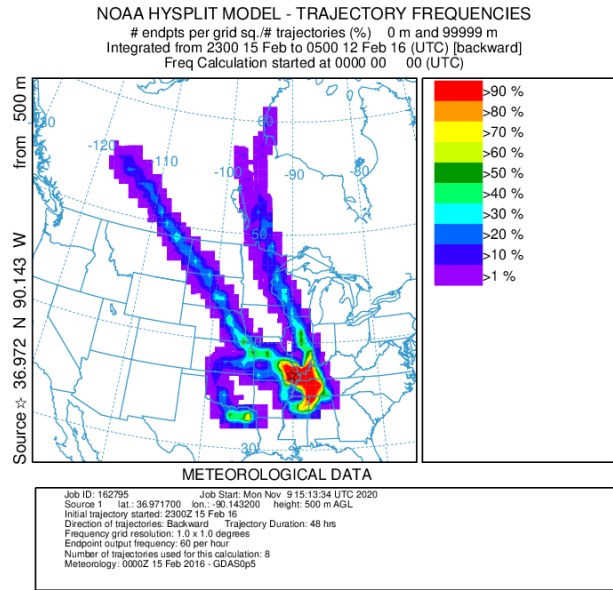 NOAA HYSPLIT MODEL - TRAJECTORY FREQUENCIES
# endpts per grid sq./# trajectories (%) 0 m and 99999 m
Integrated from 2300 15 Feb to 0500 12 Feb 16 (UTC) [backward]
Freq Calculation started at 0000 00 00 (UTC)
Source ☆ 36.972 N 90.143 W from 500 m
-120
-110
-100
-90
-80
60
50
30
>90 %
>80 %
>70 %
>60 %
>50 %
>40 %
>30 %
>20 %
>10 %
>1 %
METEOROLOGICAL DATA
Job ID: 162795 Job Start: Mon Nov 9 15:13:34 UTC 2020
Source 1 lat.: 36.971700 lon.: -90.143200 height: 500 m AGL
Initial trajectory started: 2300Z 15 Feb 16
Direction of trajectories: Backward Trajectory Duration: 48 hrs
Frequency grid resolution: 1.0 x 1.0 degrees
Endpoint output frequency: 60 per hour
Number of trajectories used for this calculation: 8
Meteorology: 0000Z 15 Feb 2016 - GDAS0p5